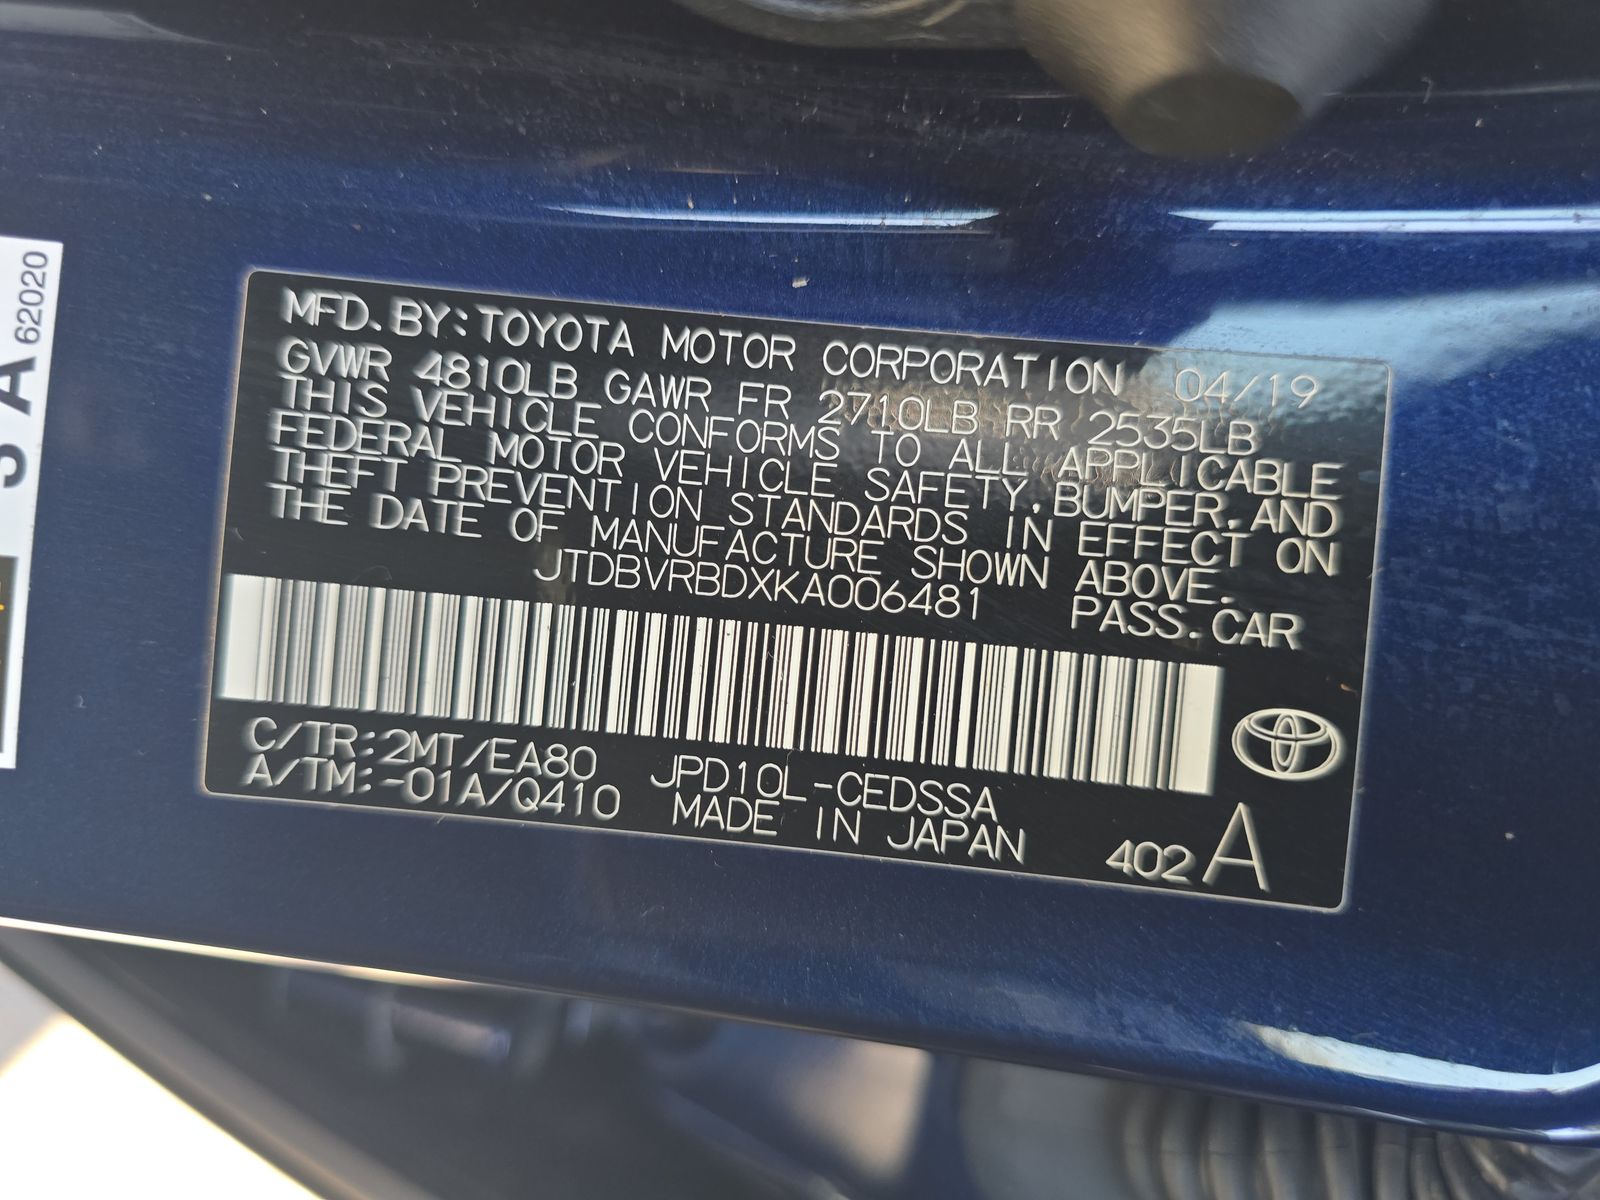 MFD. BY: TOYOTA MOTOR CORPORATION 04/19
GVWR 4810LB GAWR FR 2710LB RR 2535LB
THIS VEHICLE CONFORMS TO ALL APPLICABLE
FEDERAL MOTOR VEHICLE SAFETY, BUMPER, AND
THEFT PREVENTION STANDARDS IN EFFECT ON
THE DATE OF MANUFACTURE SHOWN ABOVE.
JTDBVRBDXKA006481 PASS. CAR
C/TR: 2MT/EA80 JPD10L-CEDSSA
A/TM: -01A/Q410 MADE IN JAPAN
402 A
62020
A